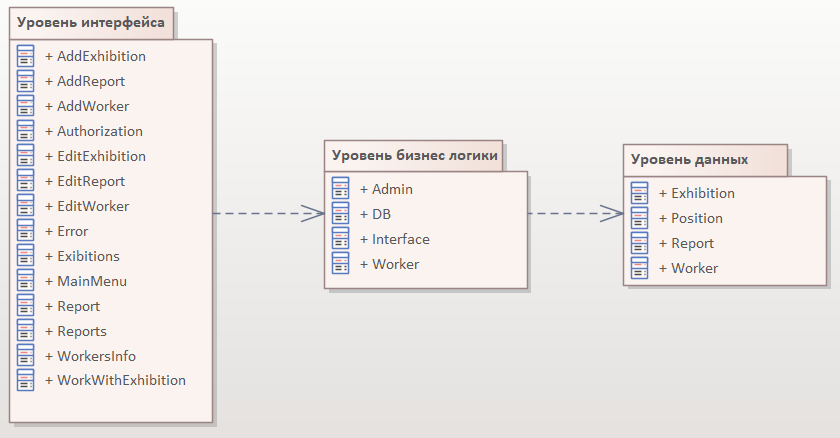 Уровень интерфейса
+ AddExhibition
+ AddReport
+ AddWorker
+ Authorization
+ EditExhibition
+ EditReport
+ EditWorker
+ Error
+ Exibitions
+ MainMenu
+ Report
+ Reports
+ WorkersInfo
+ WorkWithExhibition
Уровень бизнес логики
+ Admin
+ DB
+ Interface
+ Worker
Уровень данных
+ Exhibition
+ Position
+ Report
+ Worker